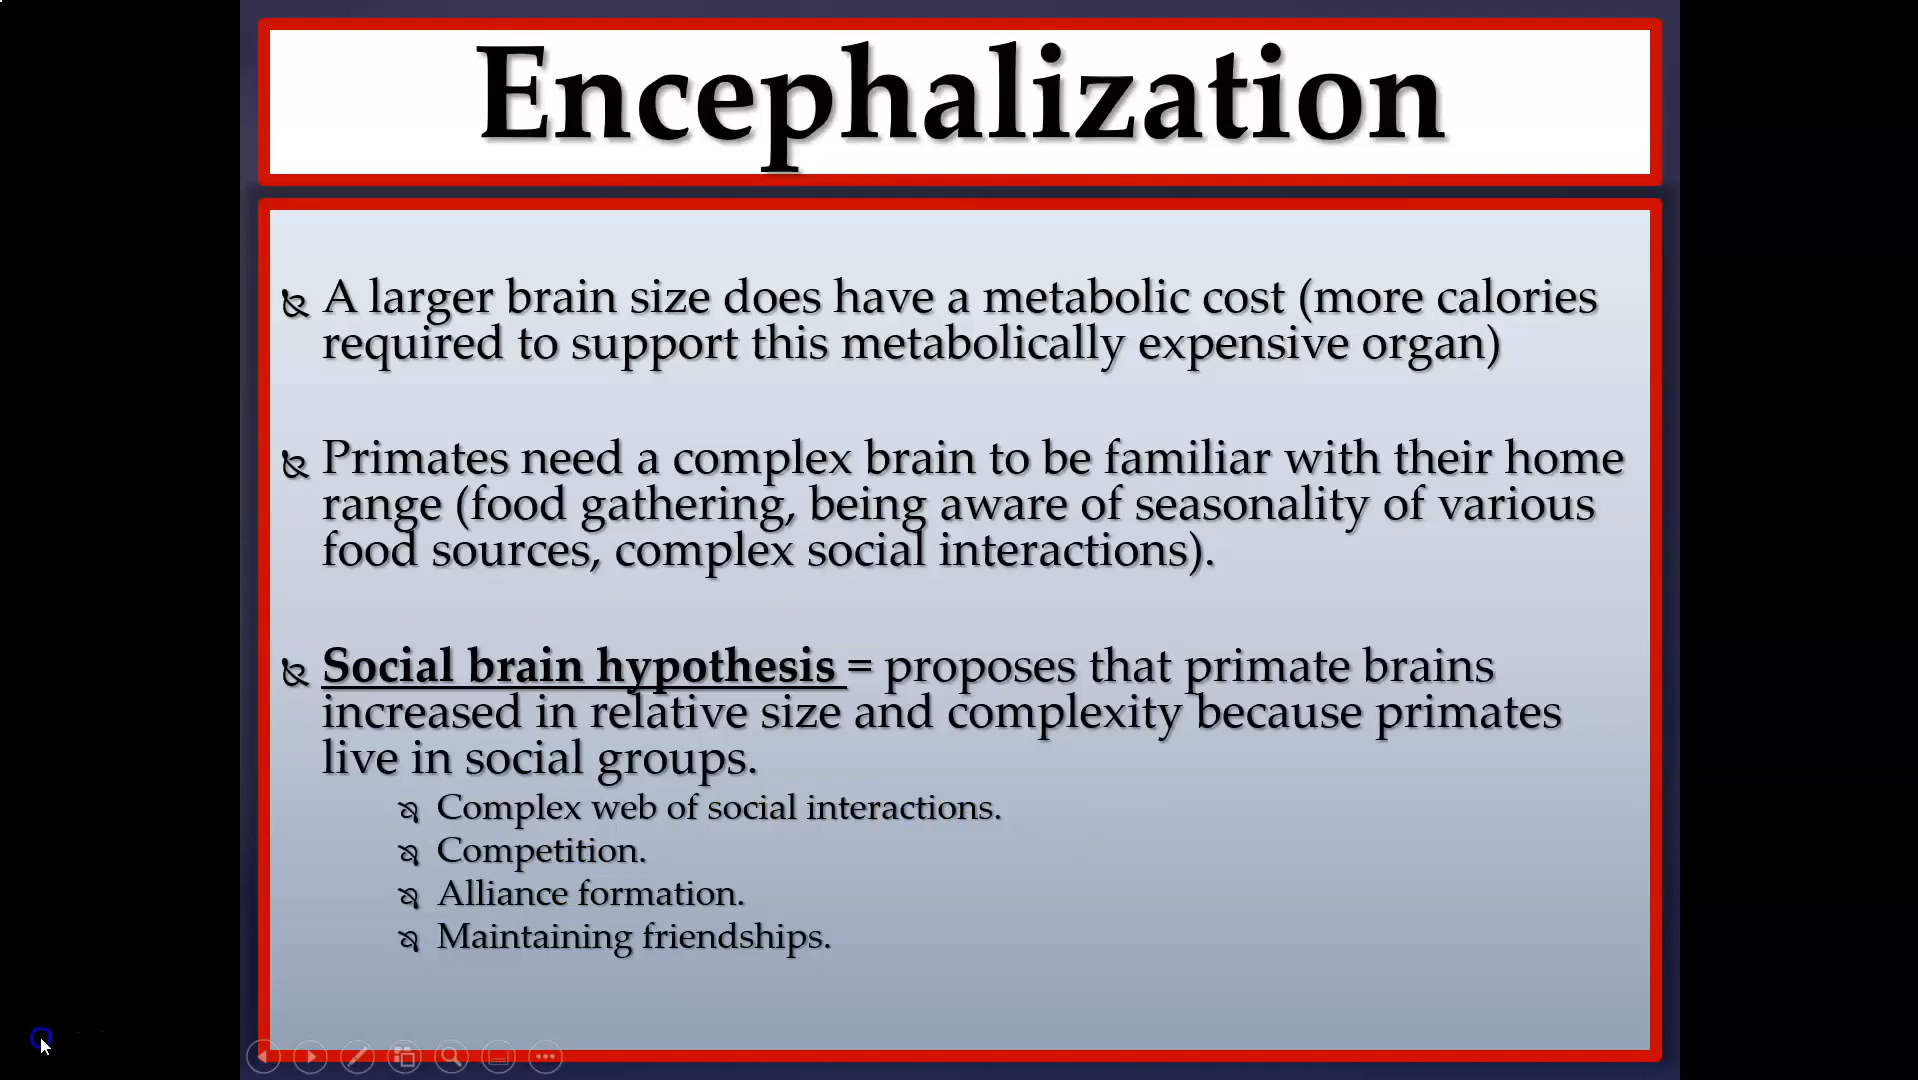 Encephalization
A larger brain size does have a metabolic cost (more calories
required to support this metabolically expensive organ)
Primates need a complex brain to be familiar with their home
range (food gathering, being aware of seasonality of various
food sources, complex social interactions).
Social brain hypothesis = proposes that primate brains
increased in relative size and complexity because primates
live in social groups.
Complex web of social interactions.
Competition.
Alliance formation.
Maintaining friendships.